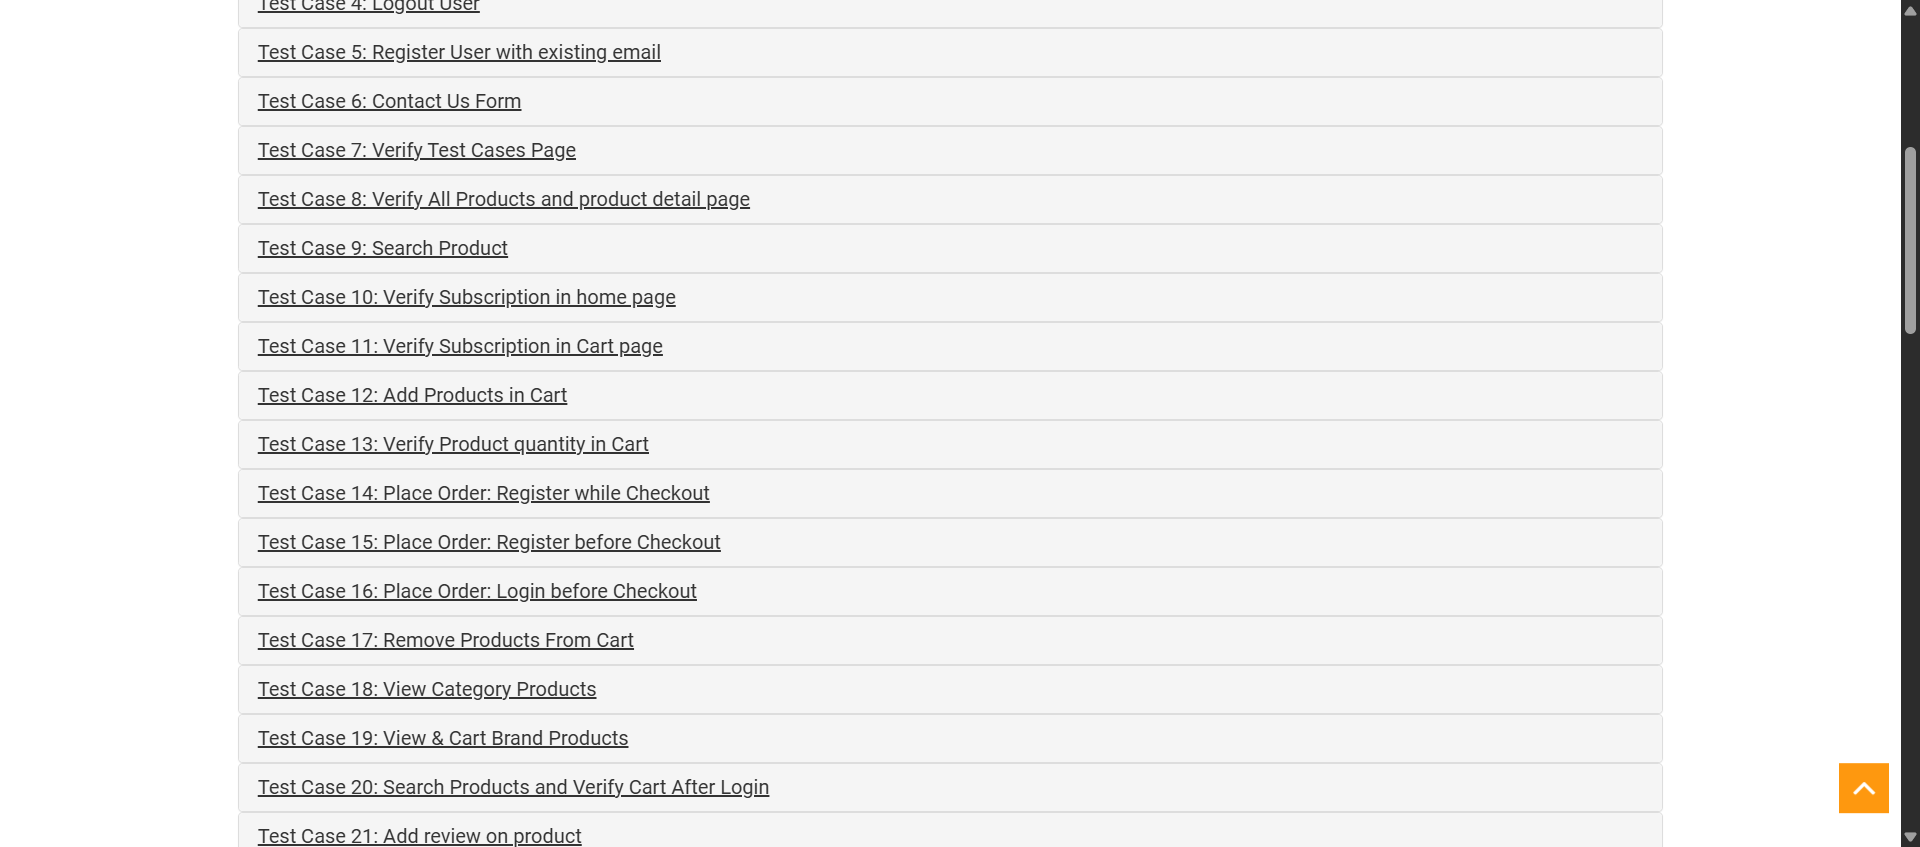 Test Case 4: Logout User
Test Case 5: Register User with existing email
Test Case 6: Contact Us Form
Test Case 7: Verify Test Cases Page
Test Case 8: Verify All Products and product detail page
Test Case 9: Search Product
Test Case 10: Verify Subscription in home page
Test Case 11: Verify Subscription in Cart page
Test Case 12: Add Products in Cart
Test Case 13: Verify Product quantity in Cart
Test Case 14: Place Order: Register while Checkout
Test Case 15: Place Order: Register before Checkout
Test Case 16: Place Order: Login before Checkout
Test Case 17: Remove Products From Cart
Test Case 18: View Category Products
Test Case 19: View & Cart Brand Products
Test Case 20: Search Products and Verify Cart After Login
Test Case 21: Add review on product